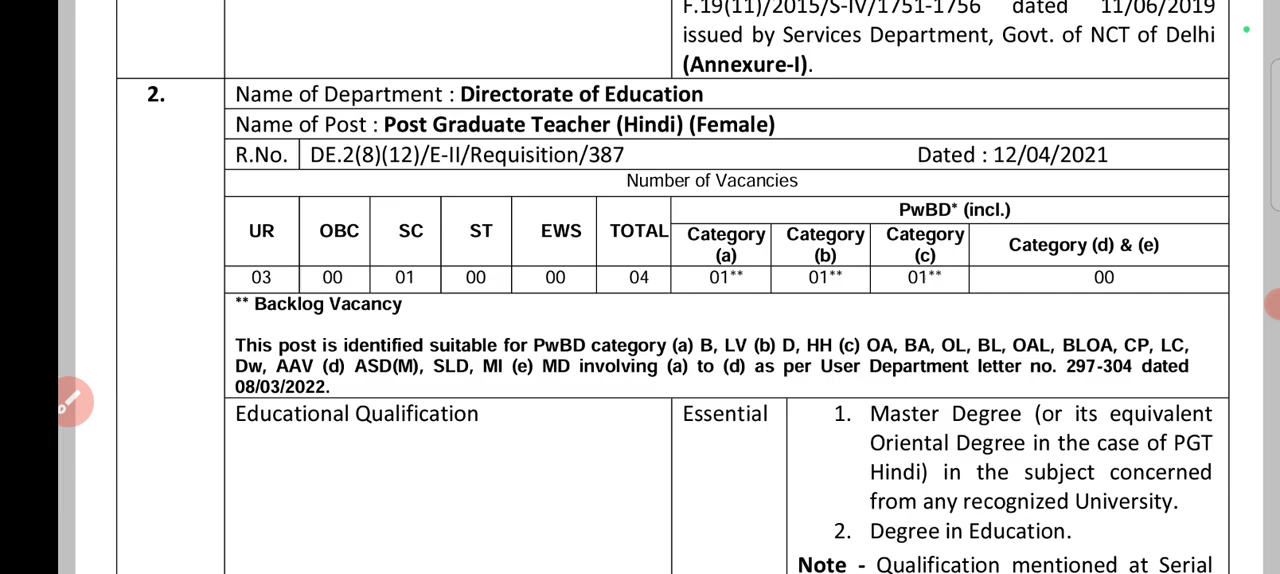 F.19(11)/2015/S-IV/1751-1756 dated 11/06/2019
issued by Services Department, Govt. of NCT of Delhi
(Annexure-I).
2.
Name of Department : Directorate of Education
Name of Post : Post Graduate Teacher (Hindi) (Female)
R.No. DE.2(8)(12)/E-II/Requisition/387 Dated : 12/04/2021
Number of Vacancies
UR OBC SC ST EWS TOTAL PwBD* (incl.)
Category (a) Category (b) Category (c) Category (d) & (e)
03 00 01 00 00 04 01** 01** 01** 00
** Backlog Vacancy
This post is identified suitable for PwBD category (a) B, LV (b) D, HH (c) OA, BA, OL, BL, OAL, BLOA, CP, LC,
Dw, AAV (d) ASD(M), SLD, MI (e) MD involving (a) to (d) as per User Department letter no. 297-304 dated
08/03/2022.
Educational Qualification
Essential
1. Master Degree (or its equivalent
Oriental Degree in the case of PGT
Hindi) in the subject concerned
from any recognized University.
2. Degree in Education.
Note - Qualification mentioned at Serial